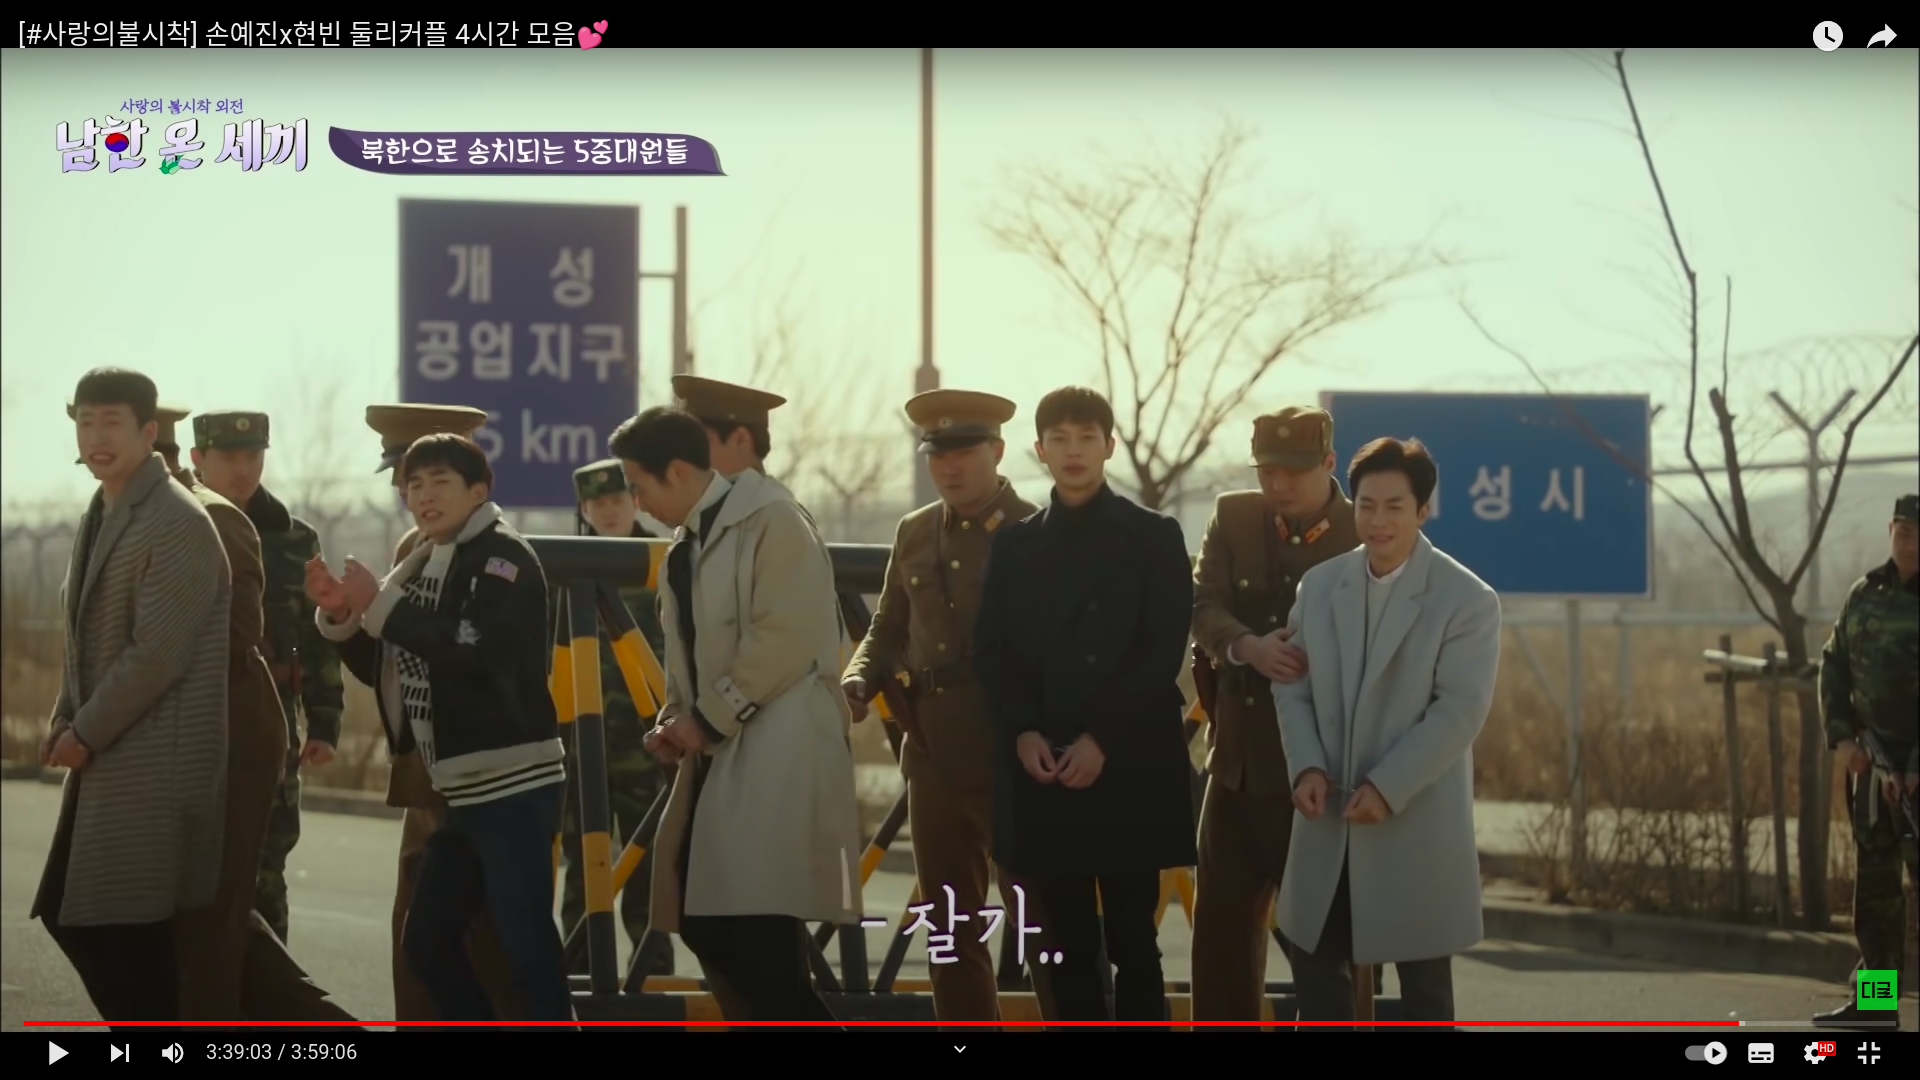 [#사랑의불시착] 손예진x현빈 둘리커플 4시간 모음💕
사랑의 불시착 외전
남한 온 세끼
북한으로 송치되는 5중대원들
개 성
공업지구
5 km
성 시
- 잘가..
디글
3:39:03 / 3:59:06
HD